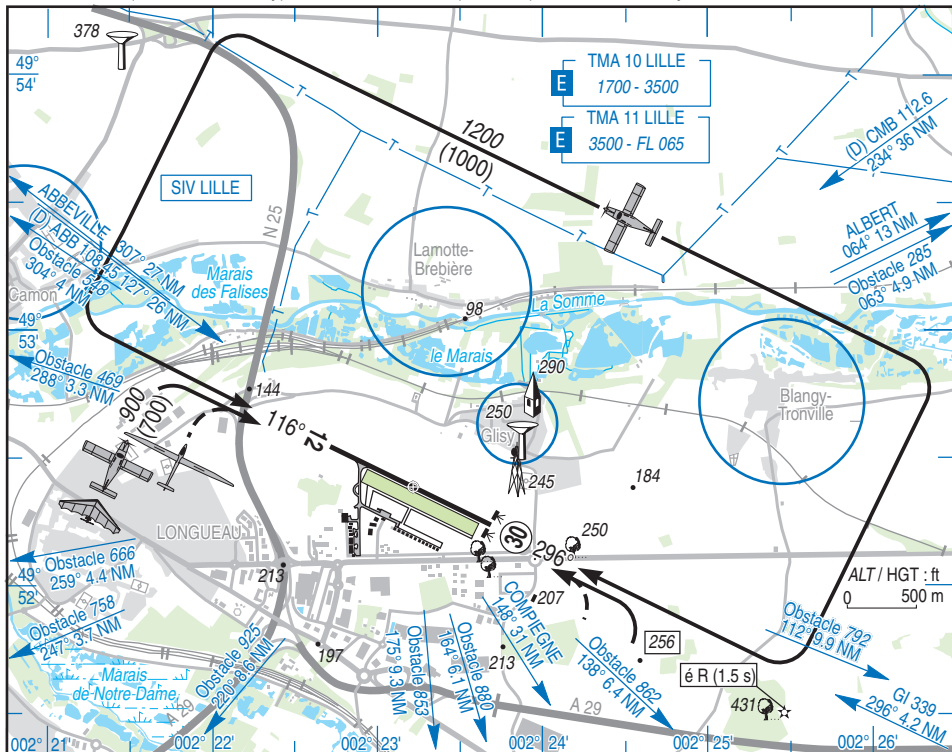 378
49°
54'
TMA 10 LILLE
E
1700 - 3500
TMA 11 LILLE
E
3500 - FL 065
1200
(1000)
(D) CMB 112.6
234° 36 NM
SIV LILLE
N 25
ABBEVILLE
307° 27 NM
(D) ABB 108.45 127° 26 NM
Obstacle 548
304° 4 NM
Camon
Marais
des Falises
Lamotte-
Brebière
98
La Somme
le Marais
ALBERT
064° 13 NM
Obstacle 285
063° 4.9 NM
49°
53'
Obstacle 469
288° 3.3 NM
144
900
(700)
116°
12
290
250
Glisy
245
184
Blangy-
Tronville
LONGUEAU
30
296°
250
213
207
ALT / HGT : ft
0 500 m
Obstacle 666
259° 4.4 NM
49°
52'
Obstacle 758
247° 3.7 NM
Marais
de Notre-Dame
Obstacle 925
220° 8.6 NM
197
175° 9.3 NM
Obstacle 853
164° 6.1 NM
Obstacle 880
COMPIEGNE
148° 31 NM
213
Obstacle 862
138° 6.4 NM
256
é R (1.5 s)
431
Obstacle 792
112° 9.9 NM
GI 339
296° 4.2 NM
A 29
A 29
002° 21'
002° 22'
002° 23'
002° 24'
002° 25'
002° 26'